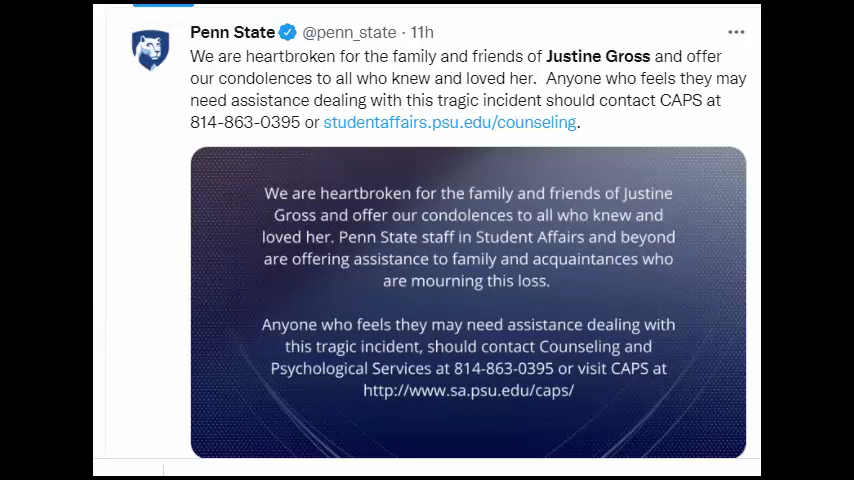 Penn State @penn_state · 11h
We are heartbroken for the family and friends of Justine Gross and offer
our condolences to all who knew and loved her.  Anyone who feels they may
need assistance dealing with this tragic incident should contact CAPS at
814-863-0395 or studentaffairs.psu.edu/counseling.
We are heartbroken for the family and friends of Justine
Gross and offer our condolences to all who knew and
loved her. Penn State staff in Student Affairs and beyond
are offering assistance to family and acquaintances who
are mourning this loss.
Anyone who feels they may need assistance dealing with
this tragic incident, should contact Counseling and
Psychological Services at 814-863-0395 or visit CAPS at
http://www.sa.psu.edu/caps/